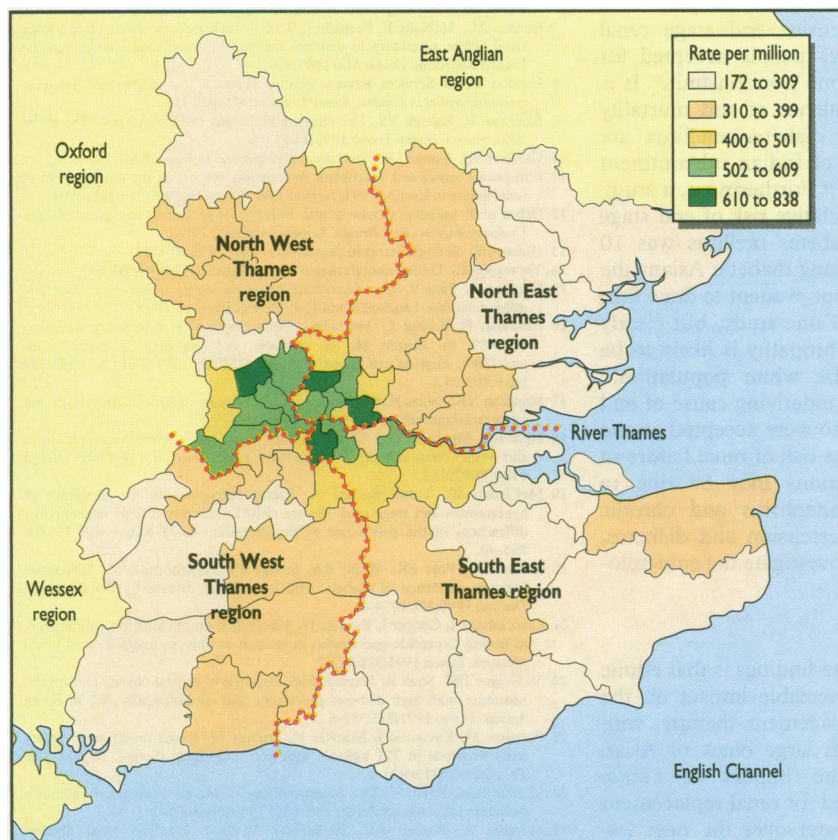 East Anglian
region
Rate per million
172 to 309
310 to 399
400 to 501
502 to 609
610 to 838
Oxford
region
North West
Thames
region
North East
Thames
region
River Thames
South West
Thames
region
South East
Thames region
Wessex
region
English Channel